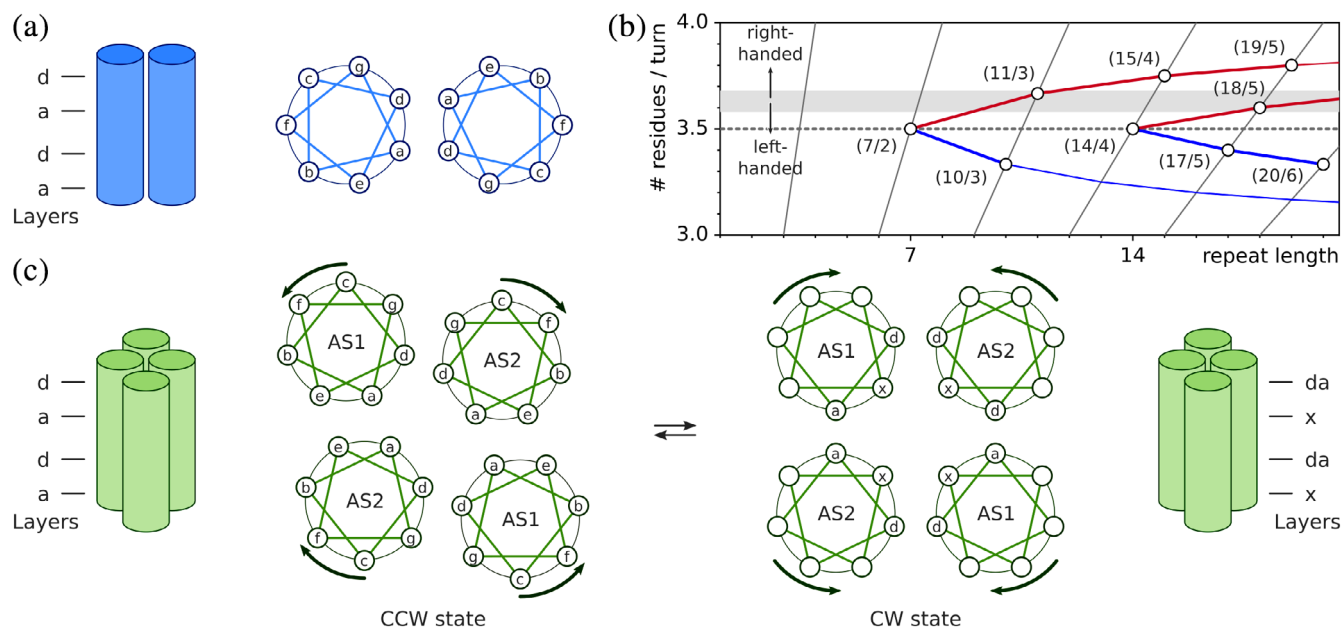 (a)
d
a
d
a
Layers
c
g
d
a
e
b
f
e
b
f
c
g
d
a
(b)
# residues / turn
4.0
3.5
3.0
right-
handed
left-
handed
(7/2)
(11/3)
(15/4)
(19/5)
(18/5)
(14/4)
(10/3)
(17/5)
(20/6)
7
14
repeat length
(c)
d
a
d
a
Layers
c
f
g
AS1
b
d
e
a
c
g
f
AS2
d
b
a
e
e
a
b
AS2
d
f
g
c
a
e
d
AS1
b
g
f
c
CCW state
AS1
d
x
a
d
AS2
x
d
a
x
AS2
d
a
x
AS1
d
CW state
da
x
da
x
Layers